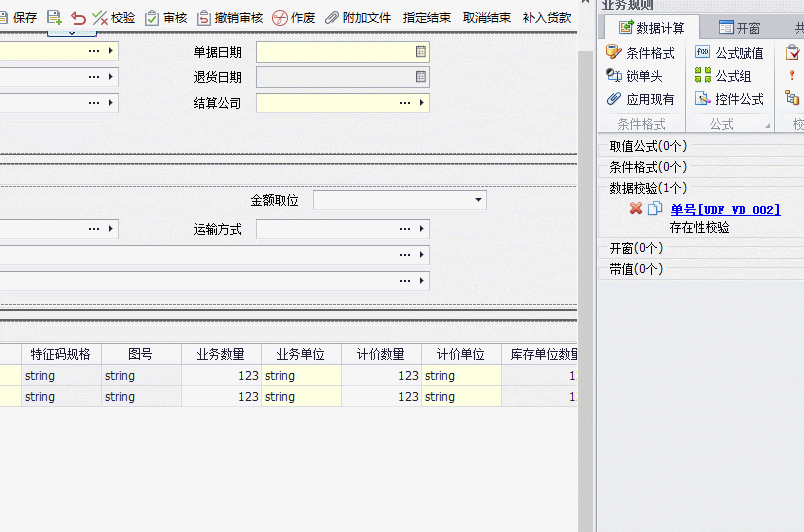 业务规则
保存 校验 审核 撤销审核 作废 附加文件 指定结束 取消结束 补入货款
数据计算 开窗
单据日期
退货日期
结算公司
条件格式 公式赋值
锁单头 公式组
应用现有 控件公式
条件格式 公式
取值公式(0个)
条件格式(0个)
数据校验(1个)
单号[UDF_VD_002]
存在性校验
开窗(0个)
带值(0个)
金额取位
运输方式
特征码规格 图号 业务数量 业务单位 计价数量 计价单位 库存单位数量
string string 123 string 123 string
string string 123 string 123 string